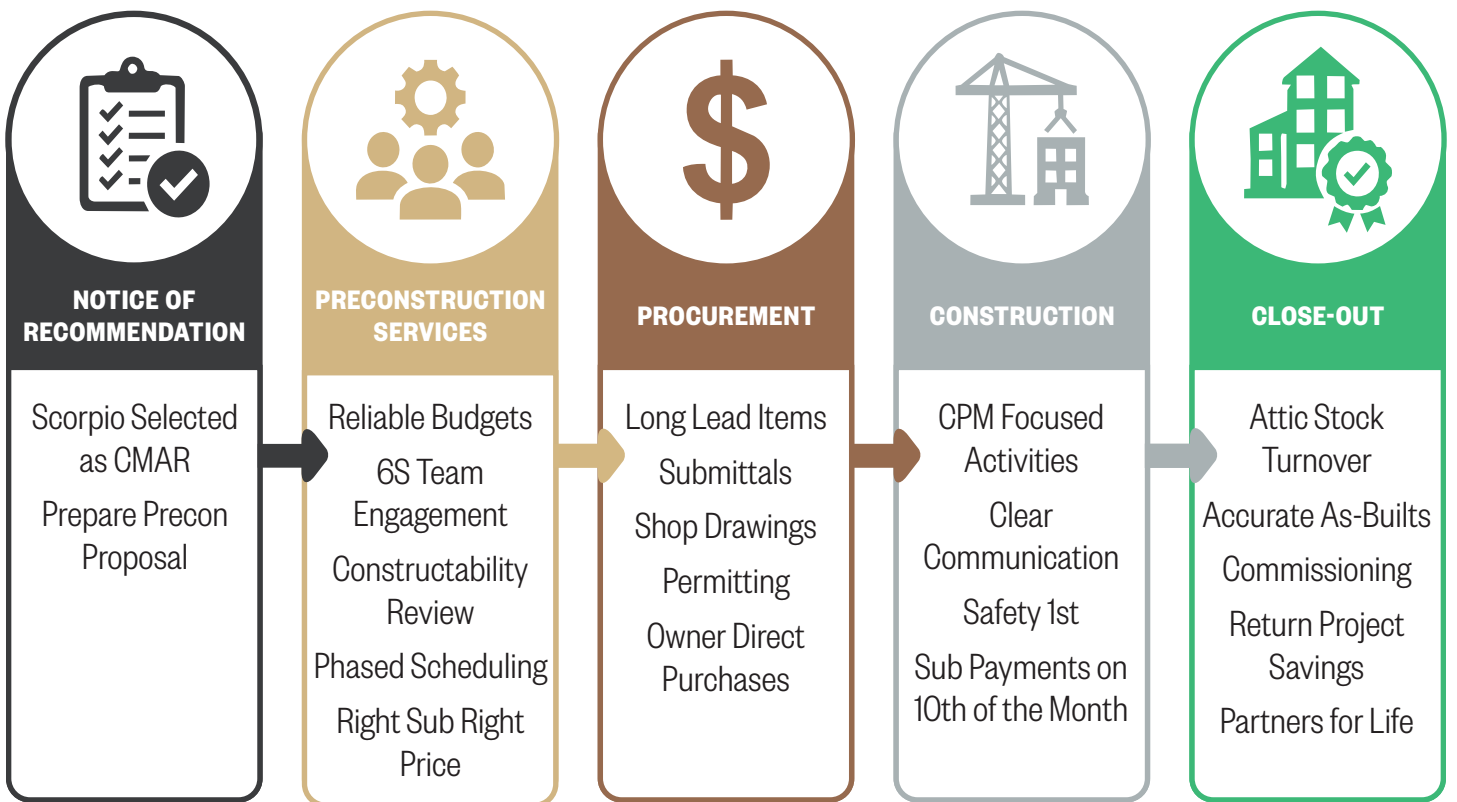 NOTICE OF
RECOMMENDATION
Scorpio Selected
as CMAR
Prepare Precon
Proposal
PRECONSTRUCTION
SERVICES
Reliable Budgets
6S Team
Engagement
Constructability
Review
Phased Scheduling
Right Sub Right
Price
PROCUREMENT
Long Lead Items
Submittals
Shop Drawings
Permitting
Owner Direct
Purchases
CONSTRUCTION
CPM Focused
Activities
Clear
Communication
Safety 1st
Sub Payments on
10th of the Month
CLOSE-OUT
Attic Stock
Turnover
Accurate As-Builts
Commissioning
Return Project
Savings
Partners for Life